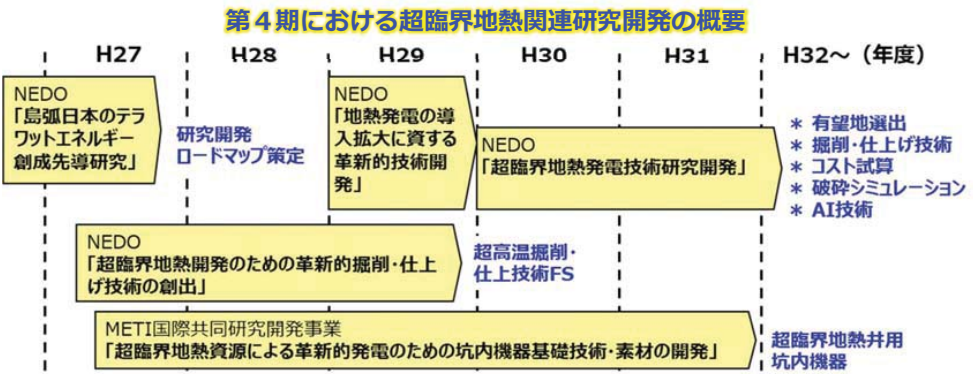 第４期における超臨界地熱関連研究開発の概要
H27 H28 H29 H30 H31 H32～（年度）
NEDO
「島弧日本のテラ
ワットエネルギー
創成先導研究」
研究開発
ロードマップ策定
NEDO
「地熱発電の導
入拡大に資する
革新的技術開
発」
NEDO
「超臨界地熱発電技術研究開発」
＊ 有望地選出
＊ 掘削・仕上げ技術
＊ コスト試算
＊ 破砕シミュレーション
＊ AI技術
NEDO
「超臨界地熱開発のための革新的掘削・仕上
げ技術の創出」
超高温掘削・
仕上技術FS
METI国際共同研究開発事業
「超臨界地熱資源による革新的発電のための坑内機器基礎技術・素材の開発」
超臨界地熱井用
坑内機器